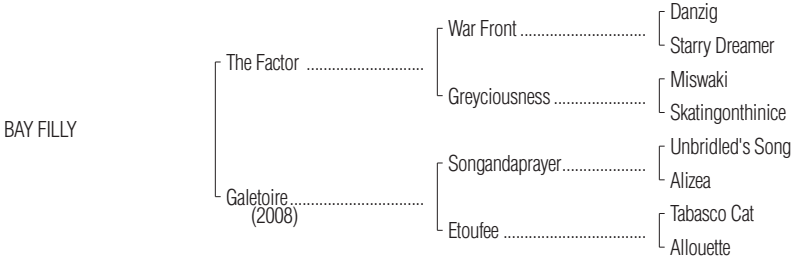 Danzig
War Front ..............................
Starry Dreamer
The Factor ............................
Miswaki
Greyciousness ......................
Skatingonthinice
BAY FILLY
Unbridled's Song
Songandaprayer....................
Alizea
Galetoire................................
(2008)
Tabasco Cat
Etoufee ..................................
Allouette